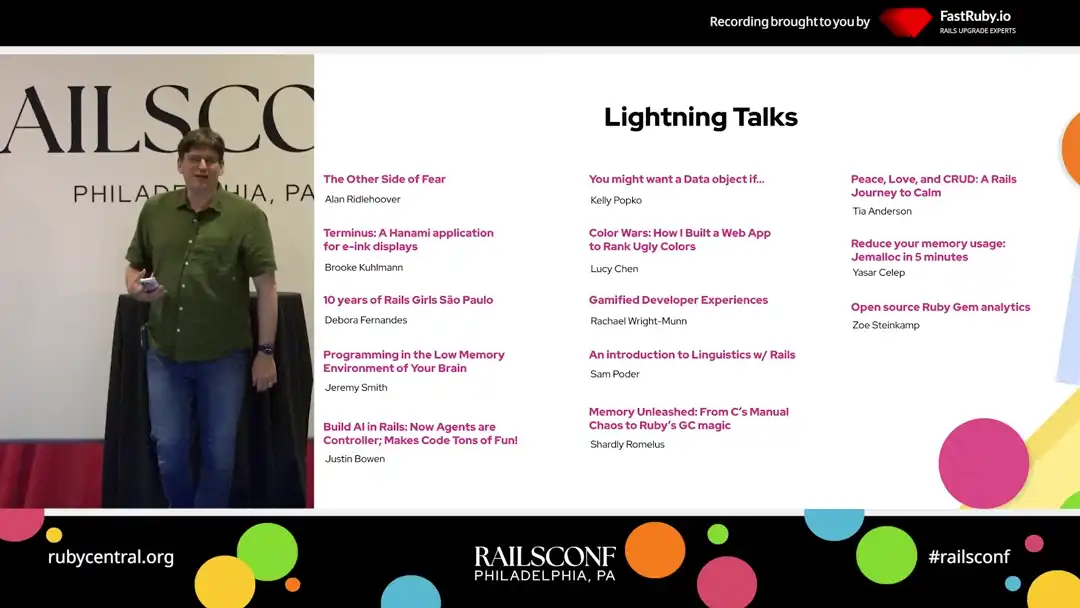 Recording brought to you by
FastRuby.io
RAILS UPGRADE EXPERTS
AILSCO
PHILADELPHIA, PA
Lightning Talks
The Other Side of Fear
Alan Ridlehoover
Terminus: A Hanami application
for e-ink displays
Brooke Kuhlmann
10 years of Rails Girls São Paulo
Debora Fernandes
Programming in the Low Memory
Environment of Your Brain
Jeremy Smith
Build AI in Rails: Now Agents are
Controller; Makes Code Tons of Fun!
Justin Bowen
You might want a Data object if...
Kelly Popko
Color Wars: How I Built a Web App
to Rank Ugly Colors
Lucy Chen
Gamified Developer Experiences
Rachael Wright-Munn
An introduction to Linguistics w/ Rails
Sam Poder
Memory Unleashed: From C’s Manual
Chaos to Ruby’s GC magic
Shardly Romelus
Peace, Love, and CRUD: A Rails
Journey to Calm
Tia Anderson
Reduce your memory usage:
Jemalloc in 5 minutes
Yasar Celep
Open source Ruby Gem analytics
Zoe Steinkamp
rubycentral.org
RAILSCONF
PHILADELPHIA, PA
#railsconf